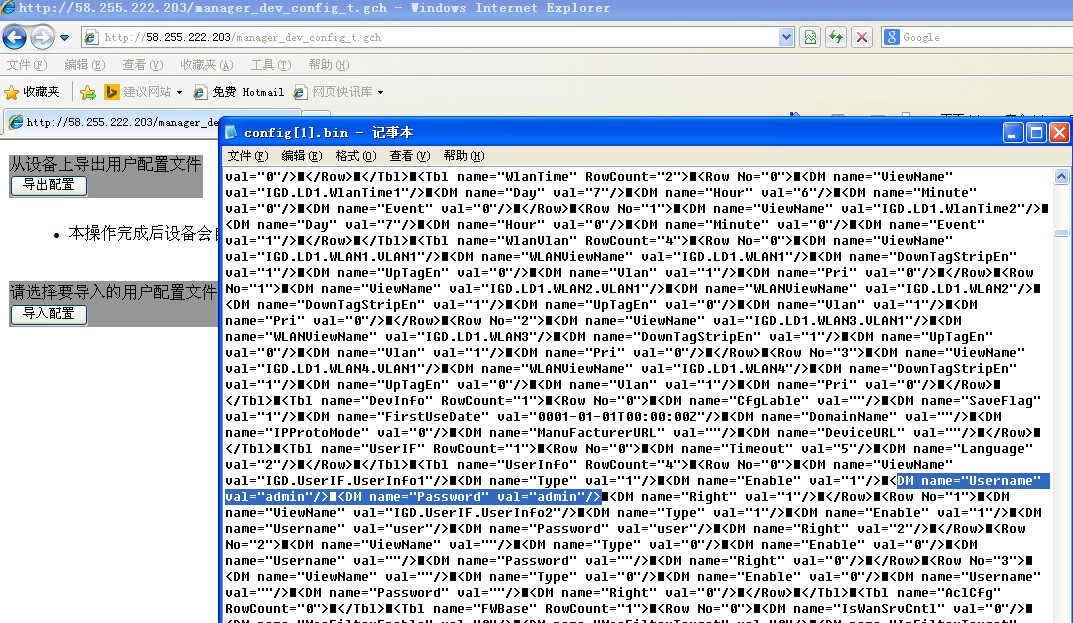 http://58.255.222.203/manager_dev_config_t.gch - Windows Internet Explorer
http://58.255.222.203/manager_dev_config_t.gch
Google
文件(F) 编辑(E) 查看(V) 收藏夹(A) 工具(T) 帮助(H)
收藏夹 建议网站 免费 Hotmail 网页快讯库
http://58.255.222.203/manager_de
config[1].bin - 记事本
文件(F) 编辑(E) 格式(O) 查看(V) 帮助(H)
从设备上导出用户配置文件
导出配置
• 本操作完成后设备会
请选择要导入的用户配置文件
导入配置
val="0"/>■</Row>■</Tbl>■<Tbl name="WlanTime" RowCount="2">■<Row No="0">■<DM name="ViewName"
val="IGD.LD1.WlanTime1"/>■<DM name="Day" val="7"/>■<DM name="Hour" val="6"/>■<DM name="Minute"
val="0"/>■<DM name="Event" val="0"/>■</Row>■<Row No="1">■<DM name="ViewName" val="IGD.LD1.WlanTime2"/>■
<DM name="Day" val="7"/>■<DM name="Hour" val="0"/>■<DM name="Minute" val="0"/>■<DM name="Event"
val="1"/>■</Row>■</Tbl>■<Tbl name="WlanVlan" RowCount="4">■<Row No="0">■<DM name="ViewName"
val="IGD.LD1.WLAN1.VLAN1"/>■<DM name="WLANViewName" val="IGD.LD1.WLAN1"/>■<DM name="DownTagStripEn"
val="1"/>■<DM name="UpTagEn" val="0"/>■<DM name="Vlan" val="1"/>■<DM name="Pri" val="0"/>■</Row>■<Row
No="1">■<DM name="ViewName" val="IGD.LD1.WLAN2.VLAN1"/>■<DM name="WLANViewName" val="IGD.LD1.WLAN2"/>■
<DM name="DownTagStripEn" val="1"/>■<DM name="UpTagEn" val="0"/>■<DM name="Vlan" val="1"/>■<DM
name="Pri" val="0"/>■</Row>■<Row No="2">■<DM name="ViewName" val="IGD.LD1.WLAN3.VLAN1"/>■<DM
name="WLANViewName" val="IGD.LD1.WLAN3"/>■<DM name="DownTagStripEn" val="1"/>■<DM name="UpTagEn"
val="0"/>■<DM name="Vlan" val="1"/>■<DM name="Pri" val="0"/>■</Row>■<Row No="3">■<DM name="ViewName"
val="IGD.LD1.WLAN4.VLAN1"/>■<DM name="WLANViewName" val="IGD.LD1.WLAN4"/>■<DM name="DownTagStripEn"
val="1"/>■<DM name="UpTagEn" val="0"/>■<DM name="Vlan" val="1"/>■<DM name="Pri" val="0"/>■</Row>■
</Tbl>■<Tbl name="DevInfo" RowCount="1">■<Row No="0">■<DM name="CfgLable" val=""/>■<DM name="SaveFlag"
val="1"/>■<DM name="FirstUseDate" val="0001-01-01T00:00:00Z"/>■<DM name="DomainName" val=""/>■<DM
name="IPProtoMode" val="0"/>■<DM name="ManuFacturerURL" val=""/>■<DM name="DeviceURL" val=""/>■</Row>■
</Tbl>■<Tbl name="UserIF" RowCount="1">■<Row No="0">■<DM name="Timeout" val="5"/>■<DM name="Language"
val="2"/>■</Row>■</Tbl>■<Tbl name="UserInfo" RowCount="4">■<Row No="0">■<DM name="ViewName"
val="IGD.UserIF.UserInfo1"/>■<DM name="Type" val="1"/>■<DM name="Enable" val="1"/>■<DM name="Username"
val="admin"/>■<DM name="Password" val="admin"/>■<DM name="Right" val="1"/>■</Row>■<Row No="1">■<DM
name="ViewName" val="IGD.UserIF.UserInfo2"/>■<DM name="Type" val="1"/>■<DM name="Enable" val="1"/>■<DM
name="Username" val="user"/>■<DM name="Password" val="user"/>■<DM name="Right" val="2"/>■</Row>■<Row
No="2">■<DM name="ViewName" val=""/>■<DM name="Type" val="0"/>■<DM name="Enable" val="0"/>■<DM
name="Username" val=""/>■<DM name="Password" val=""/>■<DM name="Right" val="0"/>■</Row>■<Row No="3">■
<DM name="ViewName" val=""/>■<DM name="Type" val="0"/>■<DM name="Enable" val="0"/>■<DM name="Username"
val=""/>■<DM name="Password" val=""/>■<DM name="Right" val="0"/>■</Row>■</Tbl>■<Tbl name="AclCfg"
RowCount="0">■</Tbl>■<Tbl name="FWBase" RowCount="1">■<Row No="0">■<DM name="IsWanSrvCntl" val="0"/>■